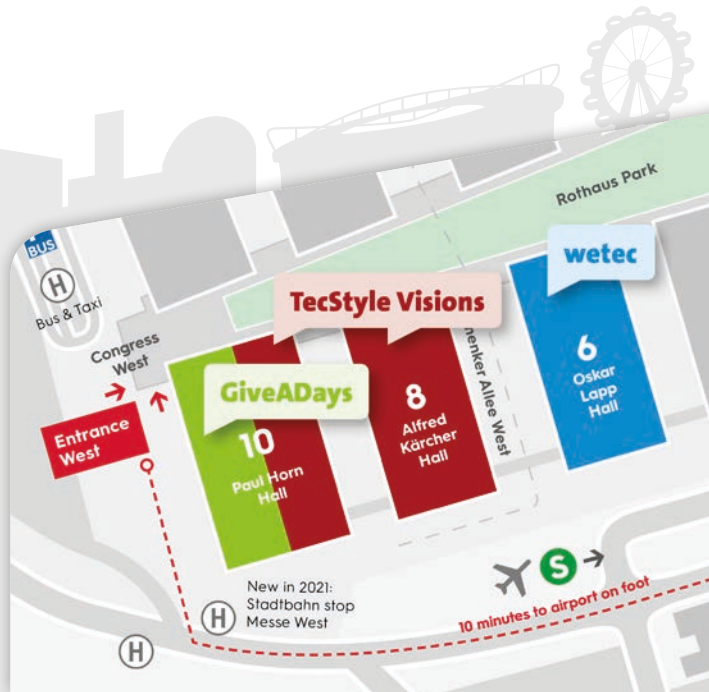 Rothaus Park
BUS
H
Bus & Taxi
wetec
TecStyle Visions
Congress
West
GiveADays
6
Oskar
Lapp
Hall
8
Alfred
Kärcher
Hall
henker Allee West
Entrance
West
10
Paul Horn
Hall
S
New in 2021:
Stadtbahn stop
Messe West
H
10 minutes to airport on foot
H